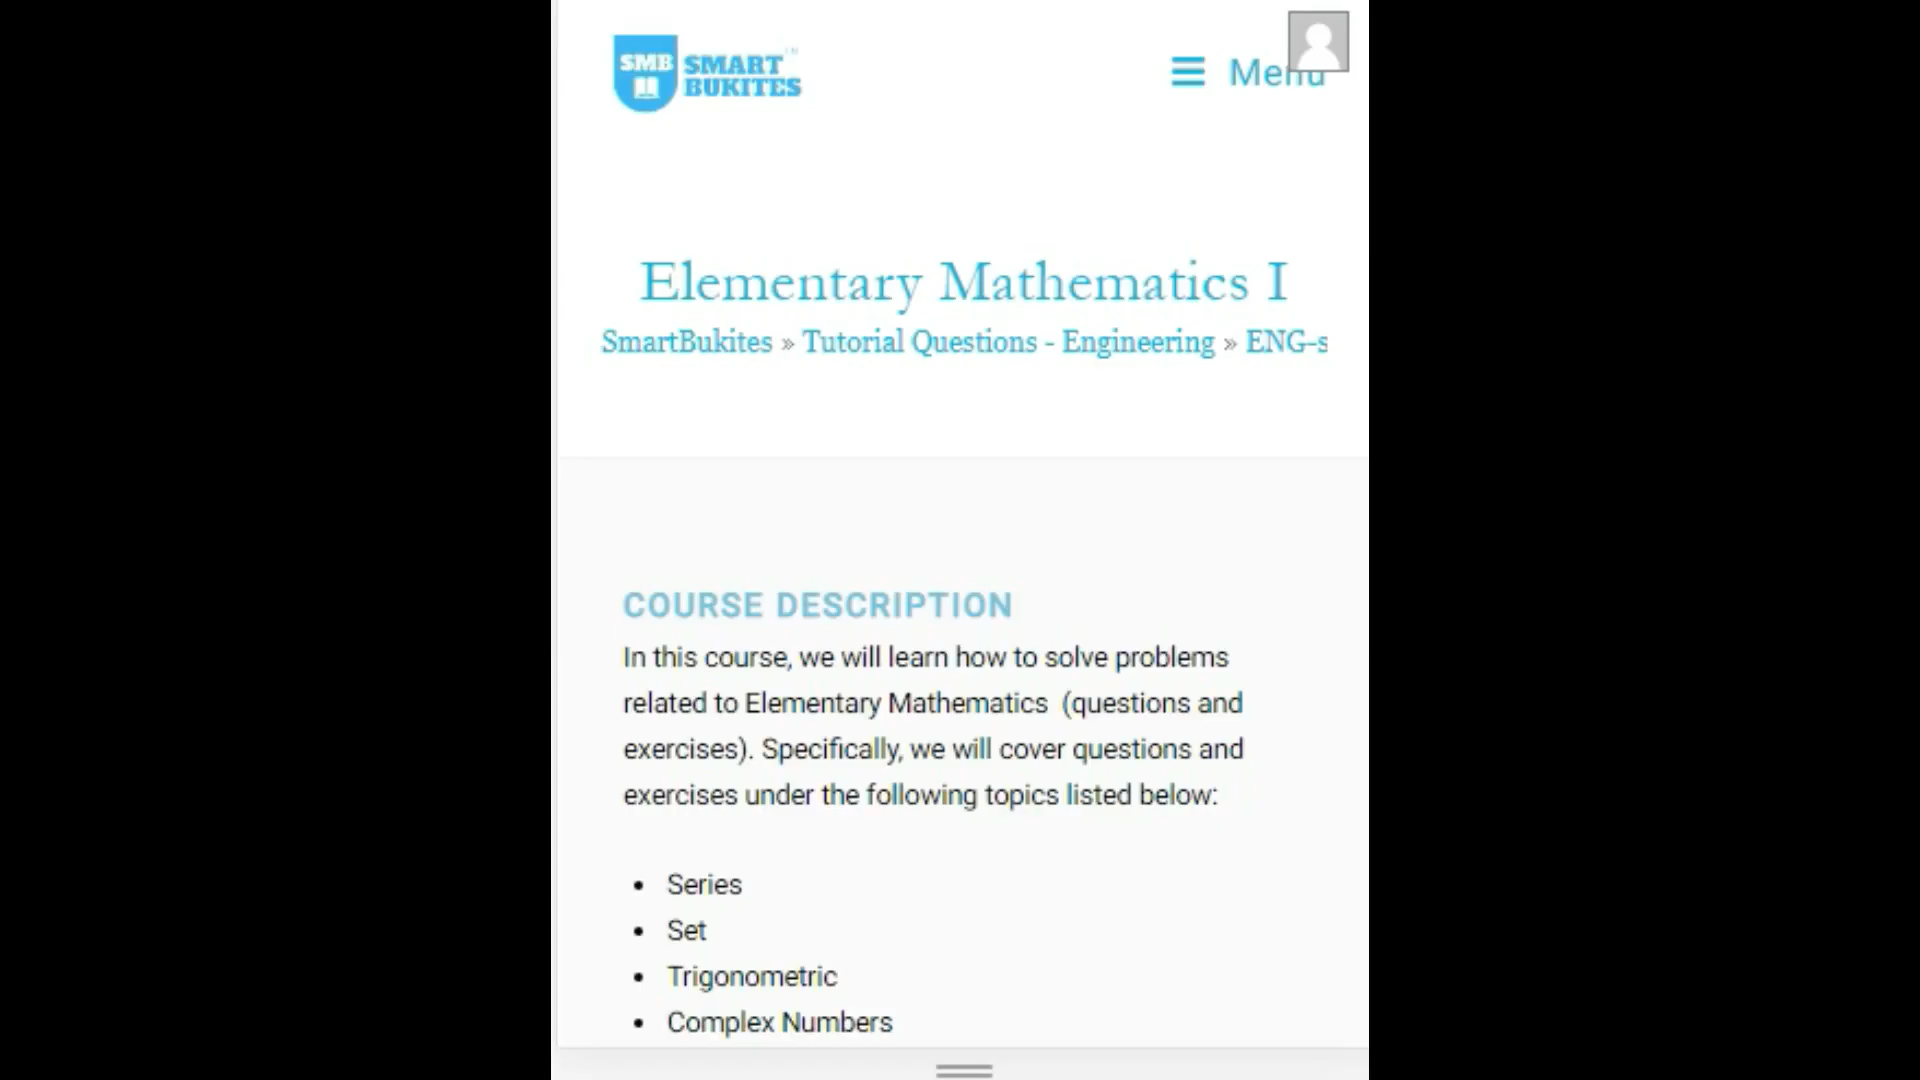 SMB SMART BUKITES
Menu
Elementary Mathematics I
SmartBukites » Tutorial Questions - Engineering » ENG-s
COURSE DESCRIPTION
In this course, we will learn how to solve problems
related to Elementary Mathematics (questions and
exercises). Specifically, we will cover questions and
exercises under the following topics listed below:
• Series
• Set
• Trigonometric
• Complex Numbers